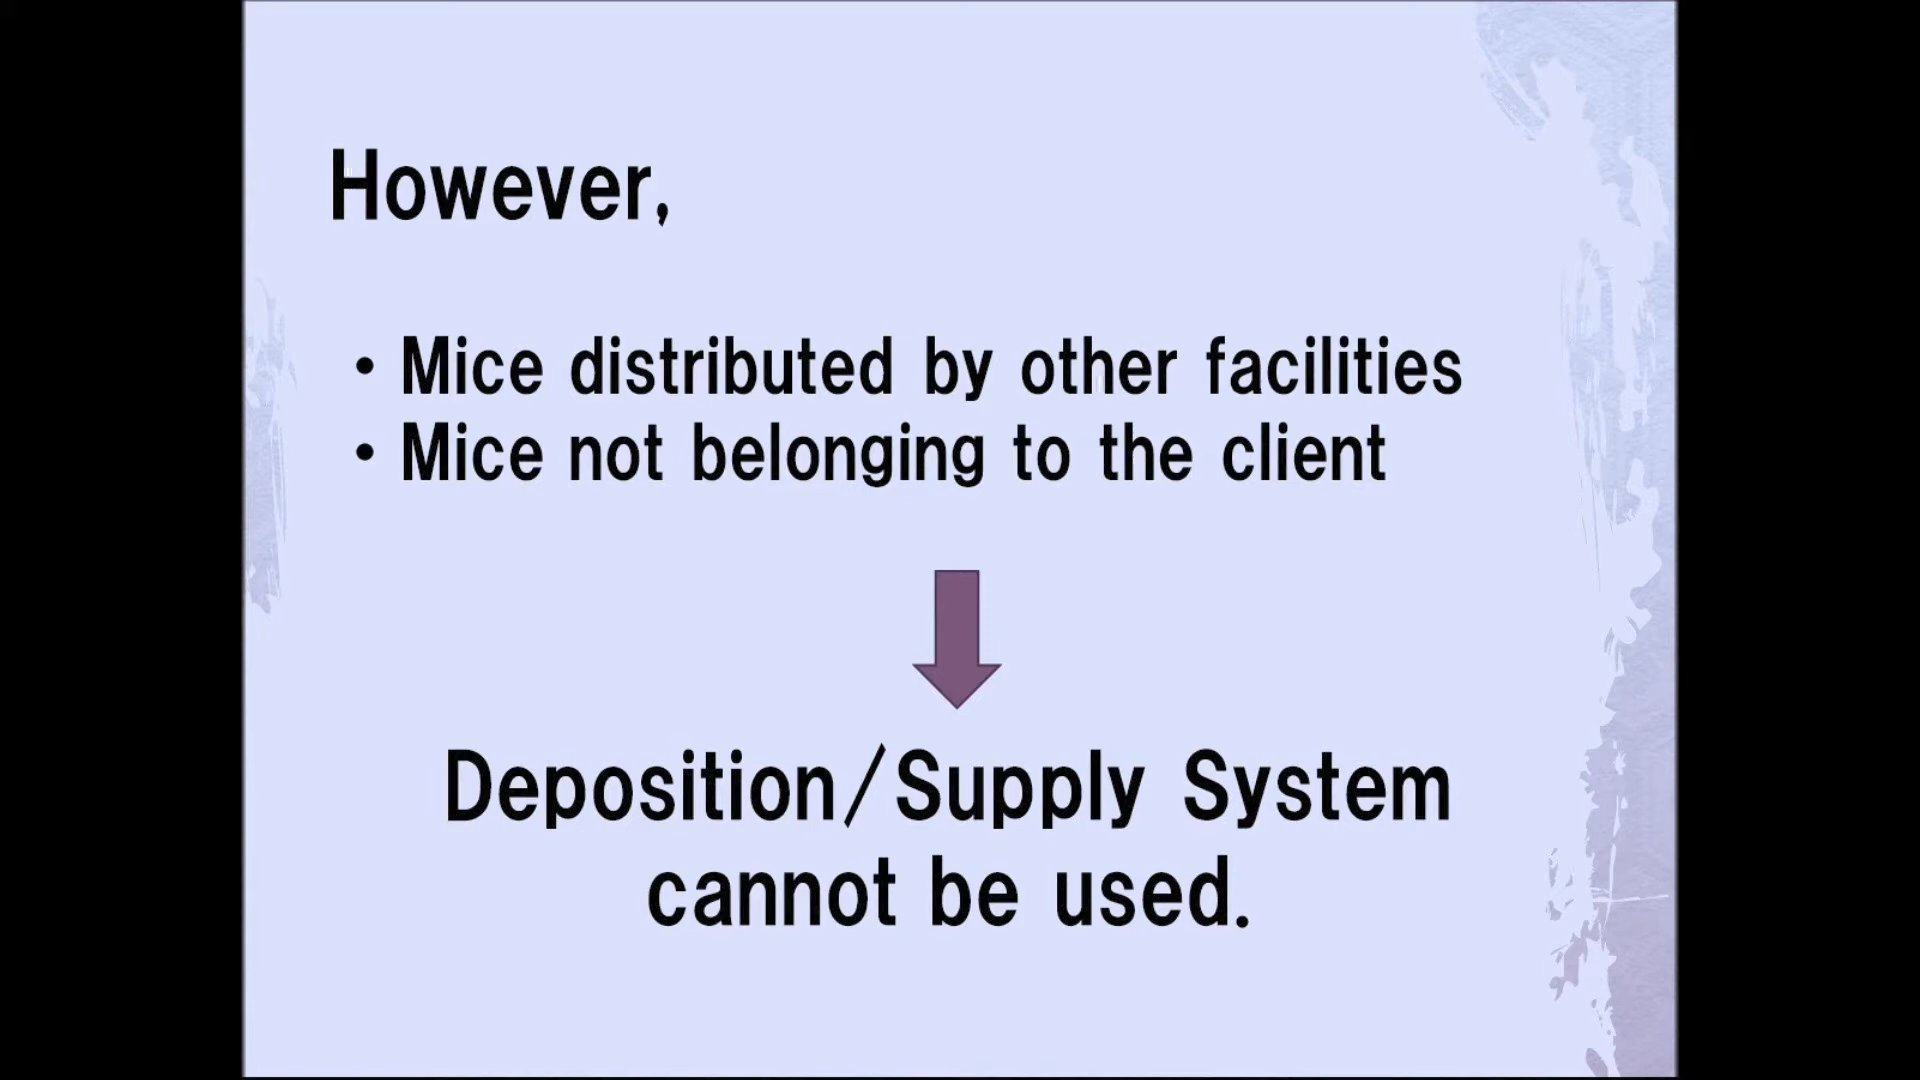 However,
• Mice distributed by other facilities
• Mice not belonging to the client
Deposition/Supply System
cannot be used.